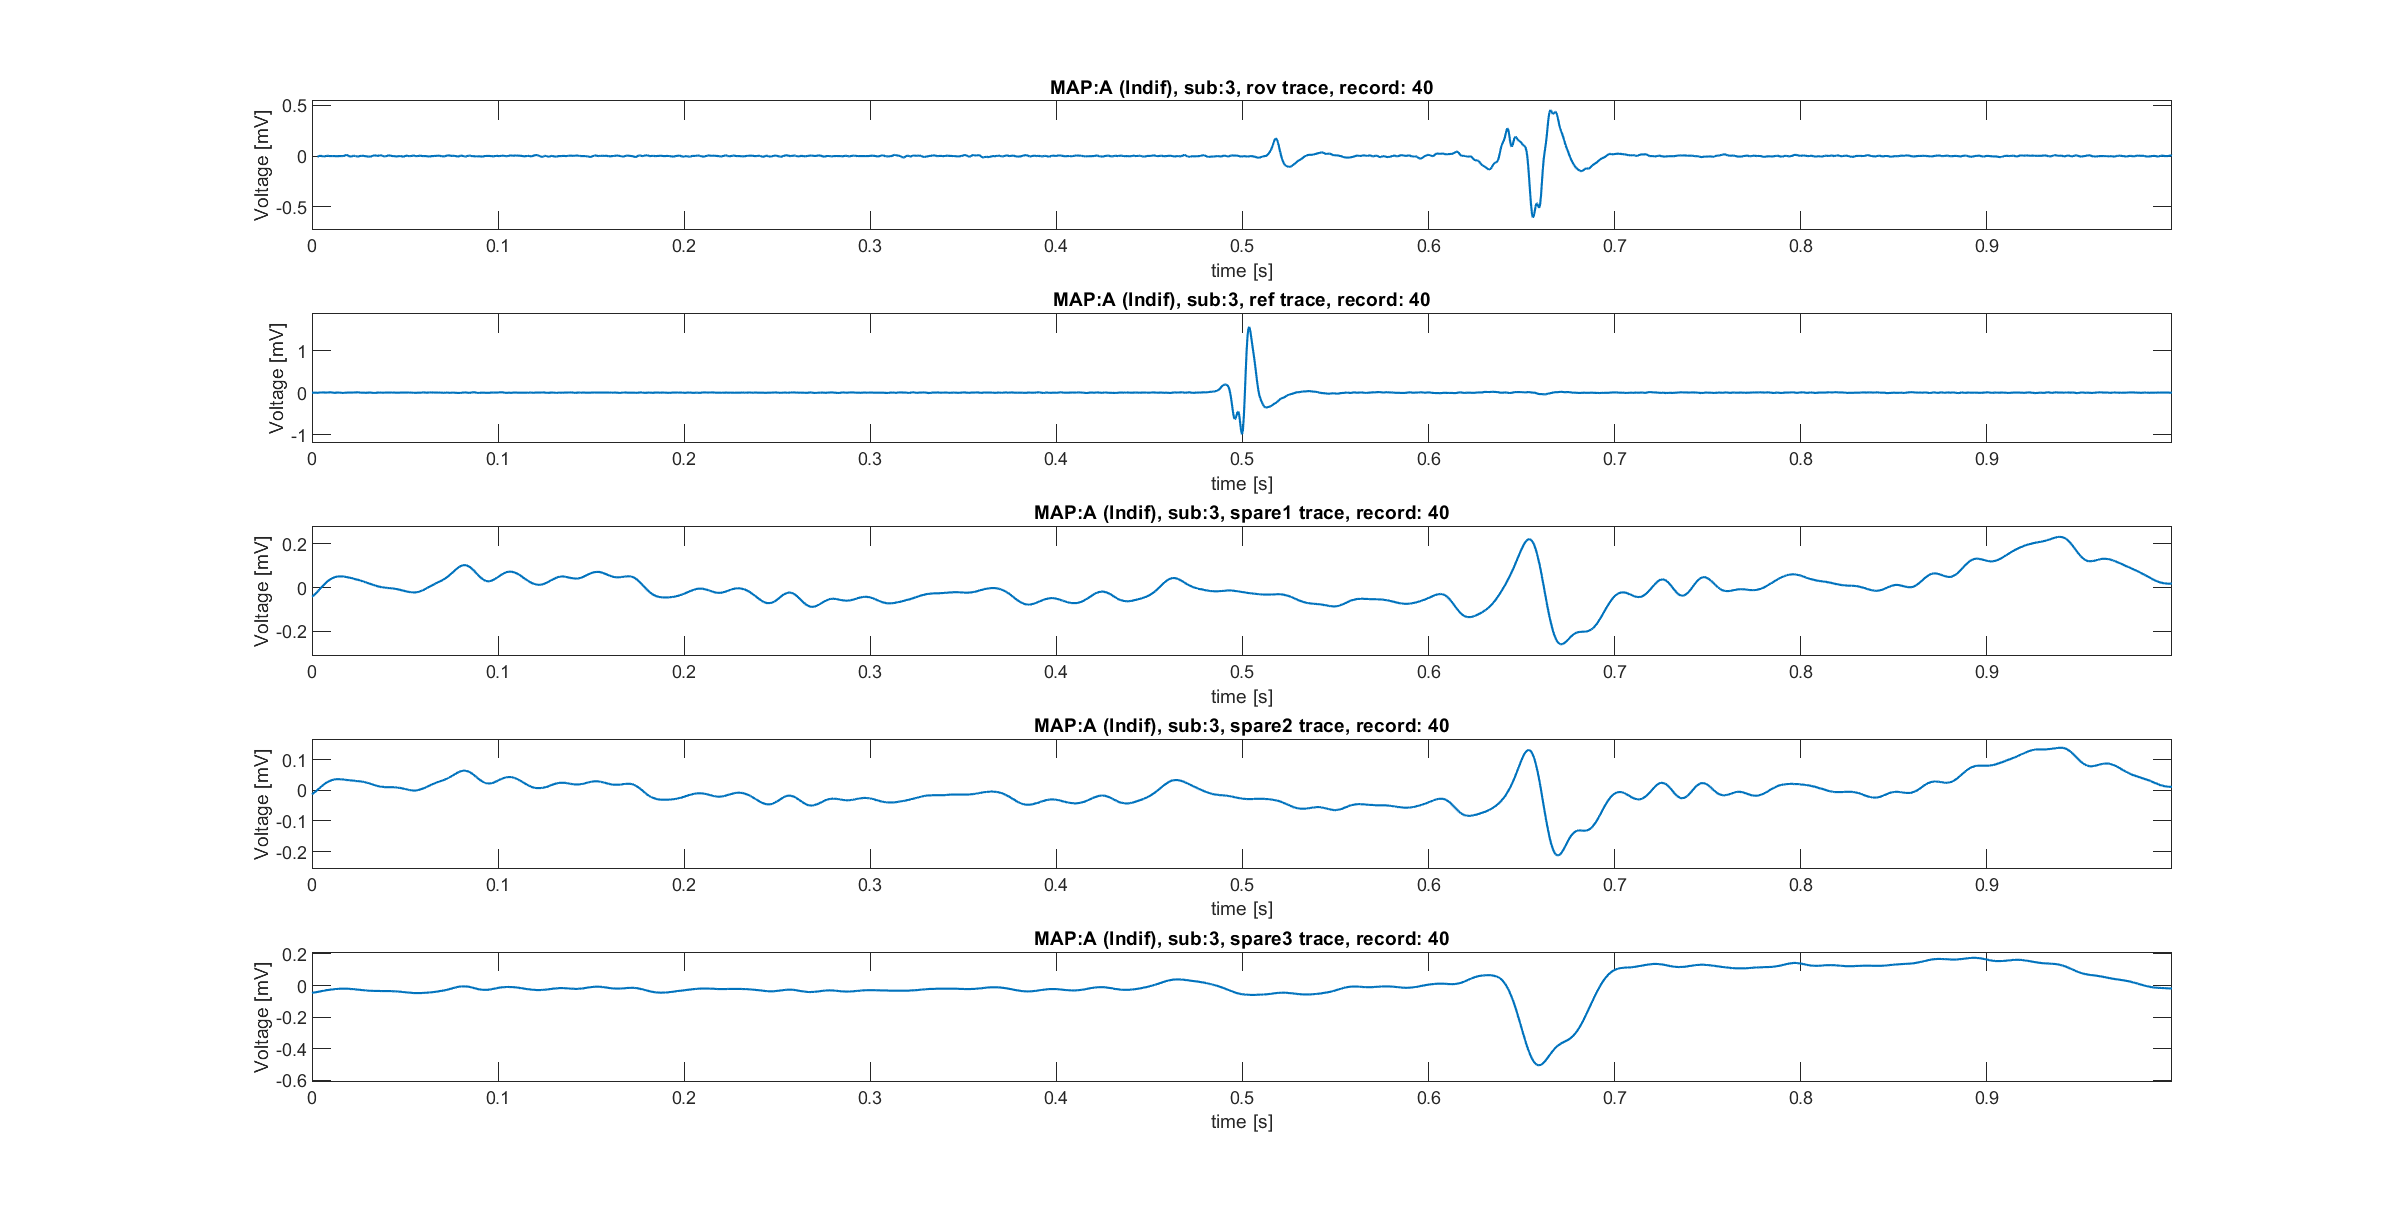 MAP:A (Indif), sub:3, rov trace, record: 40
Voltage [mV]
0.5
0
-0.5
0 0.1 0.2 0.3 0.4 0.5 0.6 0.7 0.8 0.9
time [s]
MAP:A (Indif), sub:3, ref trace, record: 40
Voltage [mV]
1
0
-1
0 0.1 0.2 0.3 0.4 0.5 0.6 0.7 0.8 0.9
time [s]
MAP:A (Indif), sub:3, spare1 trace, record: 40
Voltage [mV]
0.2
0
-0.2
0 0.1 0.2 0.3 0.4 0.5 0.6 0.7 0.8 0.9
time [s]
MAP:A (Indif), sub:3, spare2 trace, record: 40
Voltage [mV]
0.1
0
-0.1
-0.2
0 0.1 0.2 0.3 0.4 0.5 0.6 0.7 0.8 0.9
time [s]
MAP:A (Indif), sub:3, spare3 trace, record: 40
Voltage [mV]
0.2
0
-0.2
-0.4
-0.6
0 0.1 0.2 0.3 0.4 0.5 0.6 0.7 0.8 0.9
time [s]